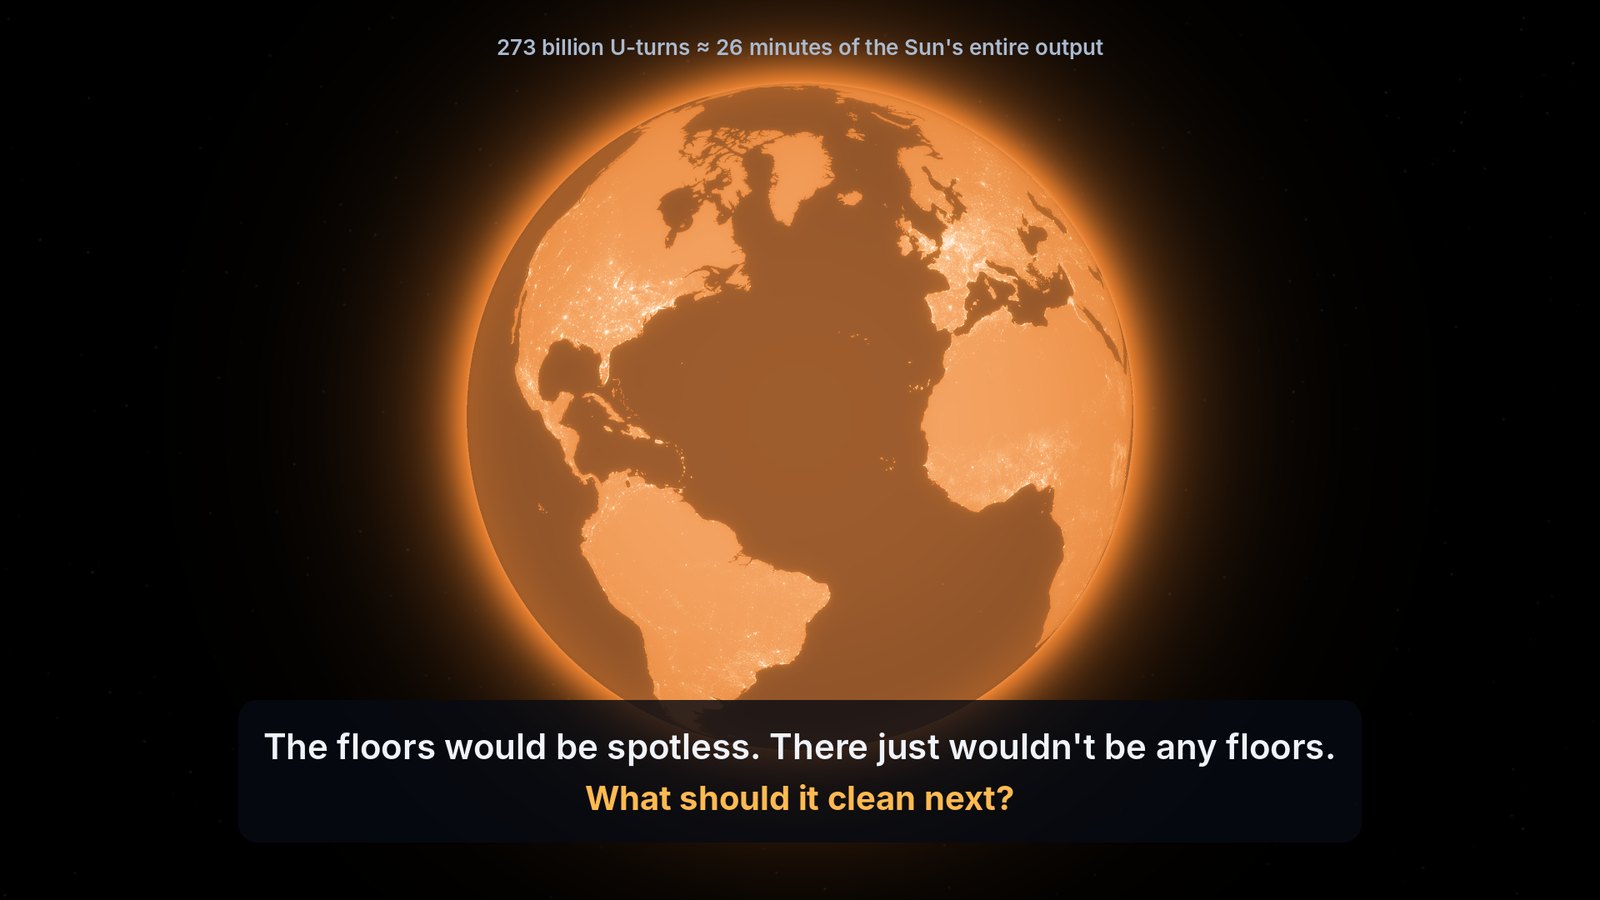 273 billion U-turns ≈ 26 minutes of the Sun's entire output
The floors would be spotless. There just wouldn't be any floors.
What should it clean next?